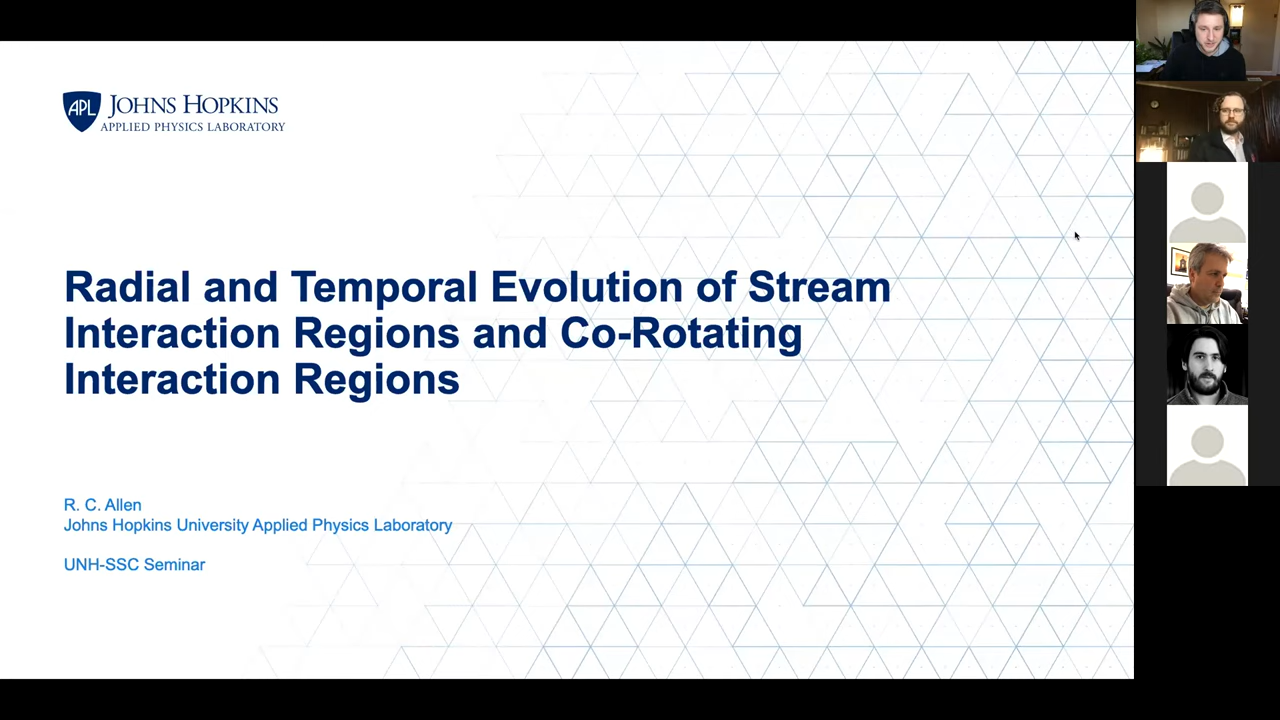 APL JOHNS HOPKINS
APPLIED PHYSICS LABORATORY
Radial and Temporal Evolution of Stream
Interaction Regions and Co-Rotating
Interaction Regions
R. C. Allen
Johns Hopkins University Applied Physics Laboratory
UNH-SSC Seminar